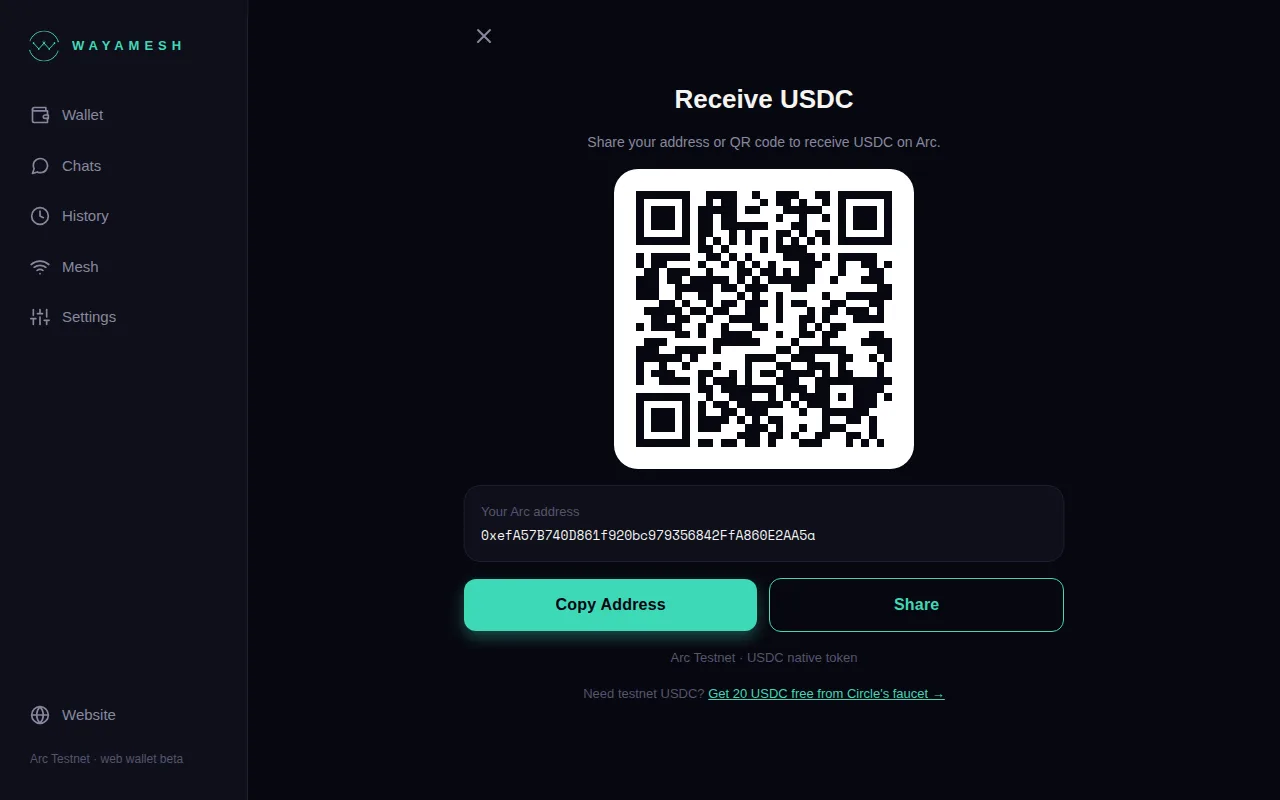 WAYAMESH
Wallet
Chats
History
Mesh
Settings
Website
Arc Testnet · web wallet beta
Receive USDC
Share your address or QR code to receive USDC on Arc.
Your Arc address
0xefA57B740D861f920bc979356842FfA860E2AA5a
Copy Address
Share
Arc Testnet · USDC native token
Need testnet USDC? Get 20 USDC free from Circle's faucet →